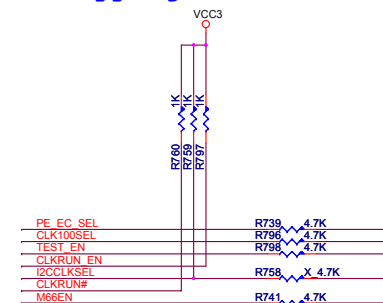 VCC3
1K 1K 1K
R760 R759 R797
PE_EC_SEL R739 4.7K
CLK100SEL R796 4.7K
TEST_EN R798 4.7K
CLKRUN_EN
I2CCLKSEL R758 X_4.7K
CLKRUN#
M66EN R741 4.7K